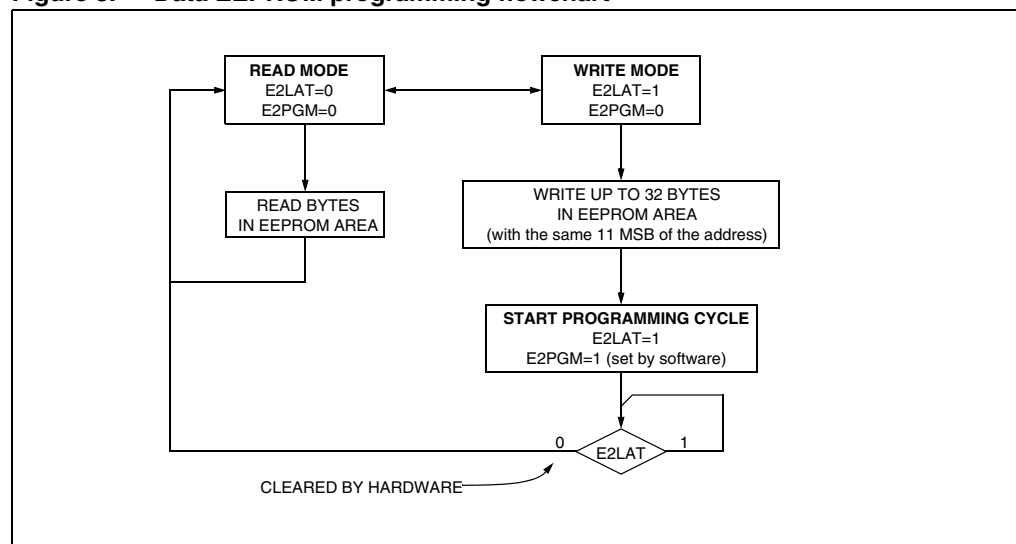 Figure Data EEPROM programming flowchart
READ MODE
E2LAT=0
E2PGM=0
WRITE MODE
E2LAT=1
E2PGM=0
READ BYTES
IN EEPROM AREA
WRITE UP TO 32 BYTES
IN EEPROM AREA
(with the same 11 MSB of the address)
START PROGRAMMING CYCLE
E2LAT=1
E2PGM=1 (set by software)
0 E2LAT 1
CLEARED BY HARDWARE